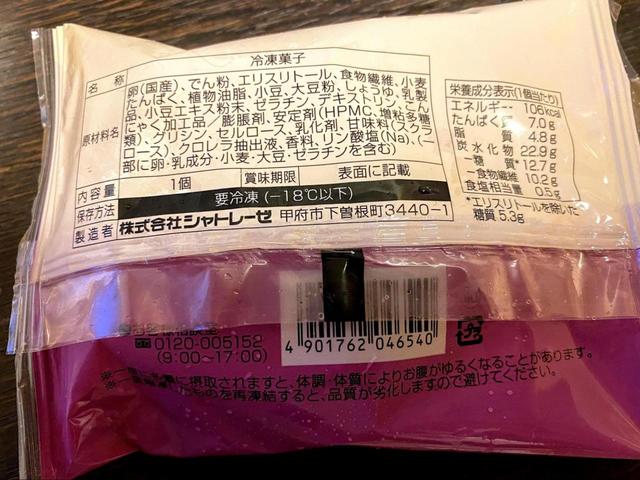 冷凍菓子
名称
卵(国産)、でん粉、エリスリトール、食物繊維、小麦
たんぱく、植物油脂、小豆、大豆粉、しょうゆ、乳製
品、小豆エキス粉末、ゼラチン、デキストリン、こん
原材料名
にゃく加工品/膨脹剤、安定剤(HPMC、増粘多糖
類)、グリシン、セルロース、乳化剤、甘味料(スクラ
ロース)、クロレラ抽出液、香料、リン酸塩(Na)、(一
部に卵・乳成分・小麦・大豆・ゼラチンを含む)
内容量 1個 賞味期限 表面に記載
保存方法 要冷凍(-18℃以下)
製造者 株式会社シャトレーゼ 甲府市下曽根町3440-1
栄養成分表示(1個当たり)
エネルギー 106kcal
たんぱく質 7.0g
脂質 4.8g
炭水化物 22.9g
-糖質 *12.7g
-食物繊維 10.2g
食塩相当量 0.5g
*エリスリトールを除いた
糖質 5.3g
0120-005152
(9:00~17:00)
4 901762 046540
に摂取されますと、体調・体質によりお腹がゆるくなることがあります。
ものを再凍結すると、品質が劣化しますので避けてください。